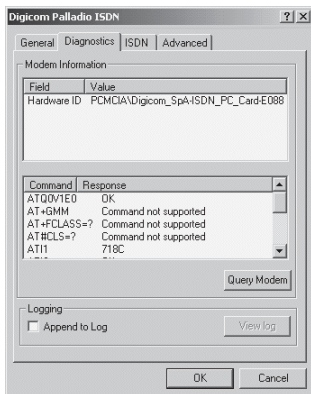 Digicom Palladio ISDN
General Diagnostics ISDN Advanced
Modem Information
Field Value
Hardware ID PCMCIA\Digicom_SpA-ISDN_PC_Card-E088
Command Response
ATQ0V1E0 OK
AT+GMM Command not supported
AT+FCLASS=? Command not supported
AT#CLS=? Command not supported
ATI1 718C
Query Modem
Logging
Append to Log View log
OK Cancel